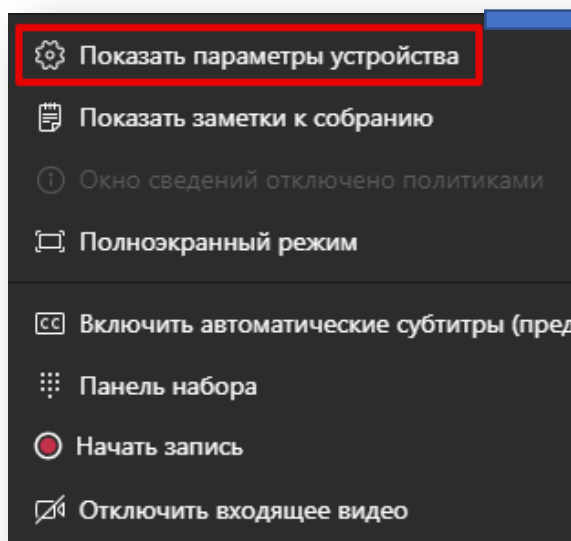 Показать параметры устройства
Показать заметки к собранию
Окно сведений отключено политиками
Полноэкранный режим
CC Включить автоматические субтитры (пред
Панель набора
Начать запись
Отключить входящее видео